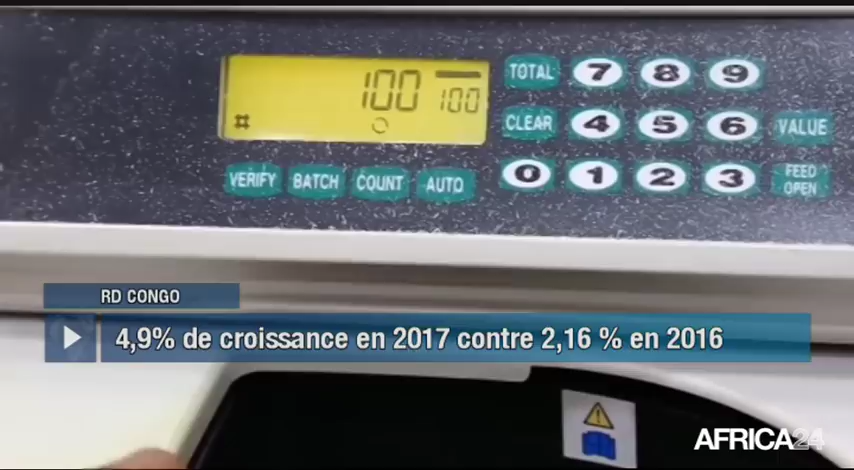 100
100
TOTAL 7 8 9
CLEAR 4 5 6 VALUE
VERIFY BATCH COUNT AUTO 0 1 2 3 FEED OPEN
RD CONGO
4,9% de croissance en 2017 contre 2,16 % en 2016
AFRICA24